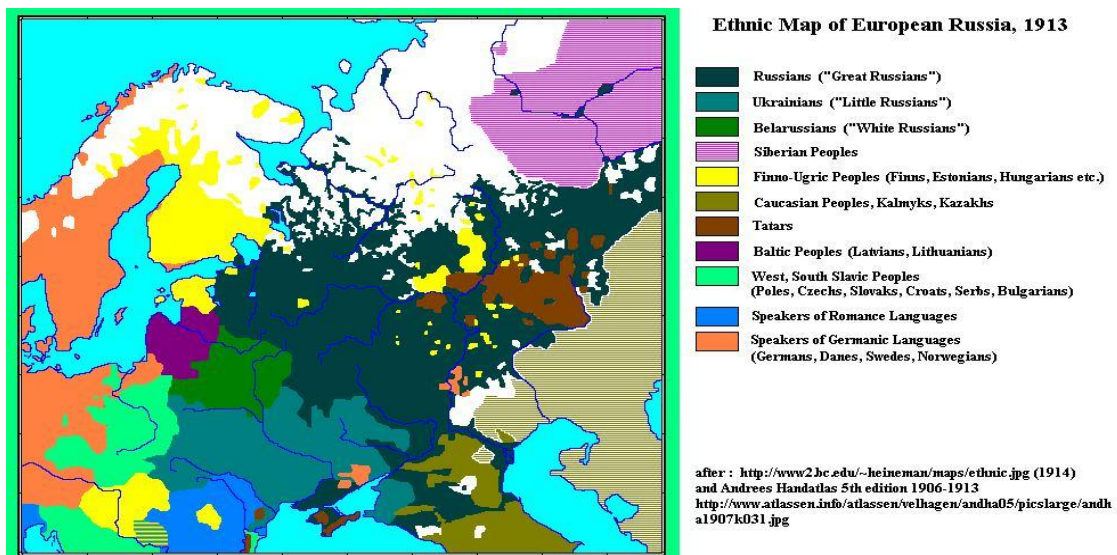 Ethnic Map of European Russia, 1913
Russians ("Great Russians")
Ukrainians ("Little Russians")
Belarussians ("White Russians")
Siberian Peoples
Finno-Ugric Peoples (Finns, Estonians, Hungarians etc.)
Caucasian Peoples, Kalmyks, Kazakhs
Tatars
Baltic Peoples (Latvians, Lithuanians)
West, South Slavic Peoples
(Poles, Czechs, Slovaks, Croats, Serbs, Bulgarians)
Speakers of Romance Languages
Speakers of Germanic Languages
(Germans, Danes, Swedes, Norwegians)
after : http://www2.bc.edu/~heineman/maps/ethnic.jpg (1914)
and Andrees Handatlas 5th edition 1906-1913
http://www.atlassen.info/atlassen/velhagen/andha05/picslarge/andh
a1907k031.jpg